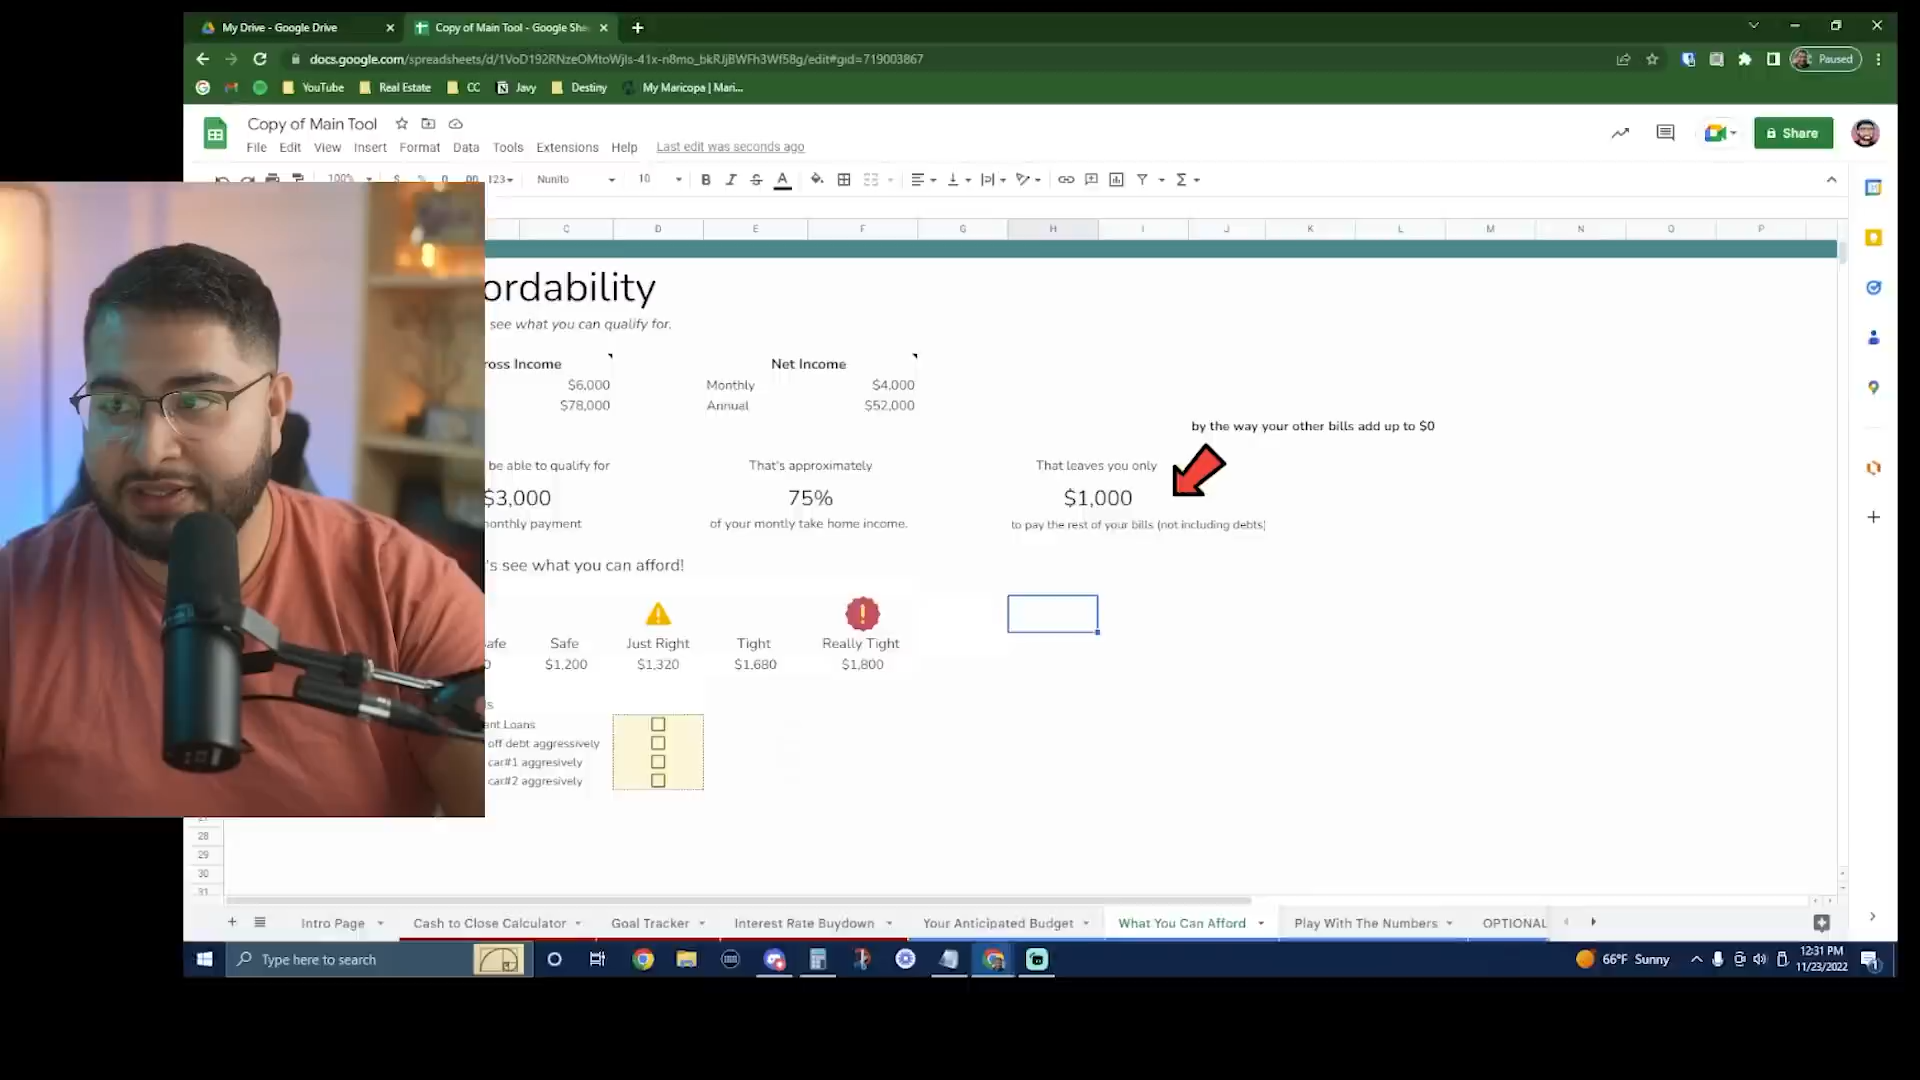 My Drive - Google Drive
Copy of Main Tool - Google She
docs.google.com/spreadsheets/d/1VoD192RNzeOMtoWjIs-41x-n8mo_bkRJjBWFh3Wf58g/edit#gid=719003867
Paused
YouTube Real Estate CC Javy Destiny My Maricopa | Mari...
Copy of Main Tool
File Edit View Insert Format Data Tools Extensions Help Last edit was seconds ago
Share
100% $ % .0 .00 123 Nunito 10
C D E F G H I J K L M N O P
ordability
see what you can qualify for.
ross Income Net Income
$6,000 Monthly $4,000
$78,000 Annual $52,000
by the way your other bills add up to $0
be able to qualify for That's approximately That leaves you only
$3,000 75% $1,000
monthly payment of your montly take home income. to pay the rest of your bills (not including debts)
's see what you can afford!
afe Safe Just Right Tight Really Tight
0 $1,200 $1,320 $1,680 $1,800
ls
ent Loans
off debt aggressively
car#1 aggresively
car#2 aggresively
28
29
30
31
Intro Page Cash to Close Calculator Goal Tracker Interest Rate Buydown Your Anticipated Budget What You Can Afford Play With The Numbers OPTIONAL
Type here to search
66°F Sunny
12:31 PM
11/23/2022
1